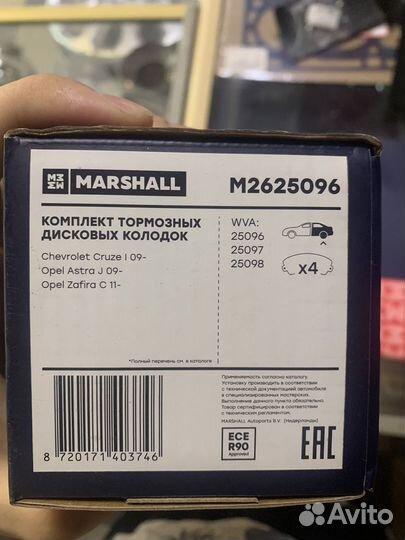 MARSHALL
M2625096
КОМПЛЕКТ ТОРМОЗНЫХ
ДИСКОВЫХ КОЛОДОК
Chevrolet Cruze I 09-
Opel Astra J 09-
Opel Zafira C 11-
WVA:
25096
25097
25098
x4
*Полный перечень см. в каталоге
Применяемость согласно каталогу.
Установку производить в соответствии
с технической документацией автомобиля
в специализированных мастерских.
Выполнение данного пункта обязательно.
Товар сертифицирован в соответствии
с техническим регламентом.
MARSHALL Autoparts B.V. (Нидерланды)
8 720171 403746
ECE
R90
Approved
EAC
Avito